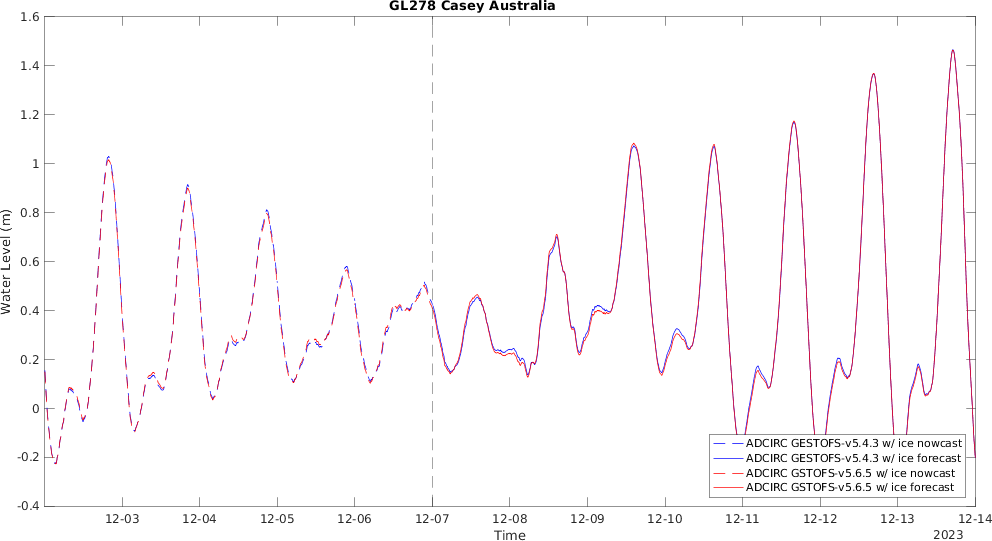 GL278 Casey Australia
1.6
1.4
1.2
1
0.8
0.6
0.4
0.2
0
-0.2
-0.4
Water Level (m)
ADCIRC GESTOFS-v5.4.3 w/ ice nowcast
ADCIRC GESTOFS-v5.4.3 w/ ice forecast
ADCIRC GSTOFS-v5.6.5 w/ ice nowcast
ADCIRC GSTOFS-v5.6.5 w/ ice forecast
12-03 12-04 12-05 12-06 12-07 12-08 12-09 12-10 12-11 12-12 12-13 12-14
Time
2023